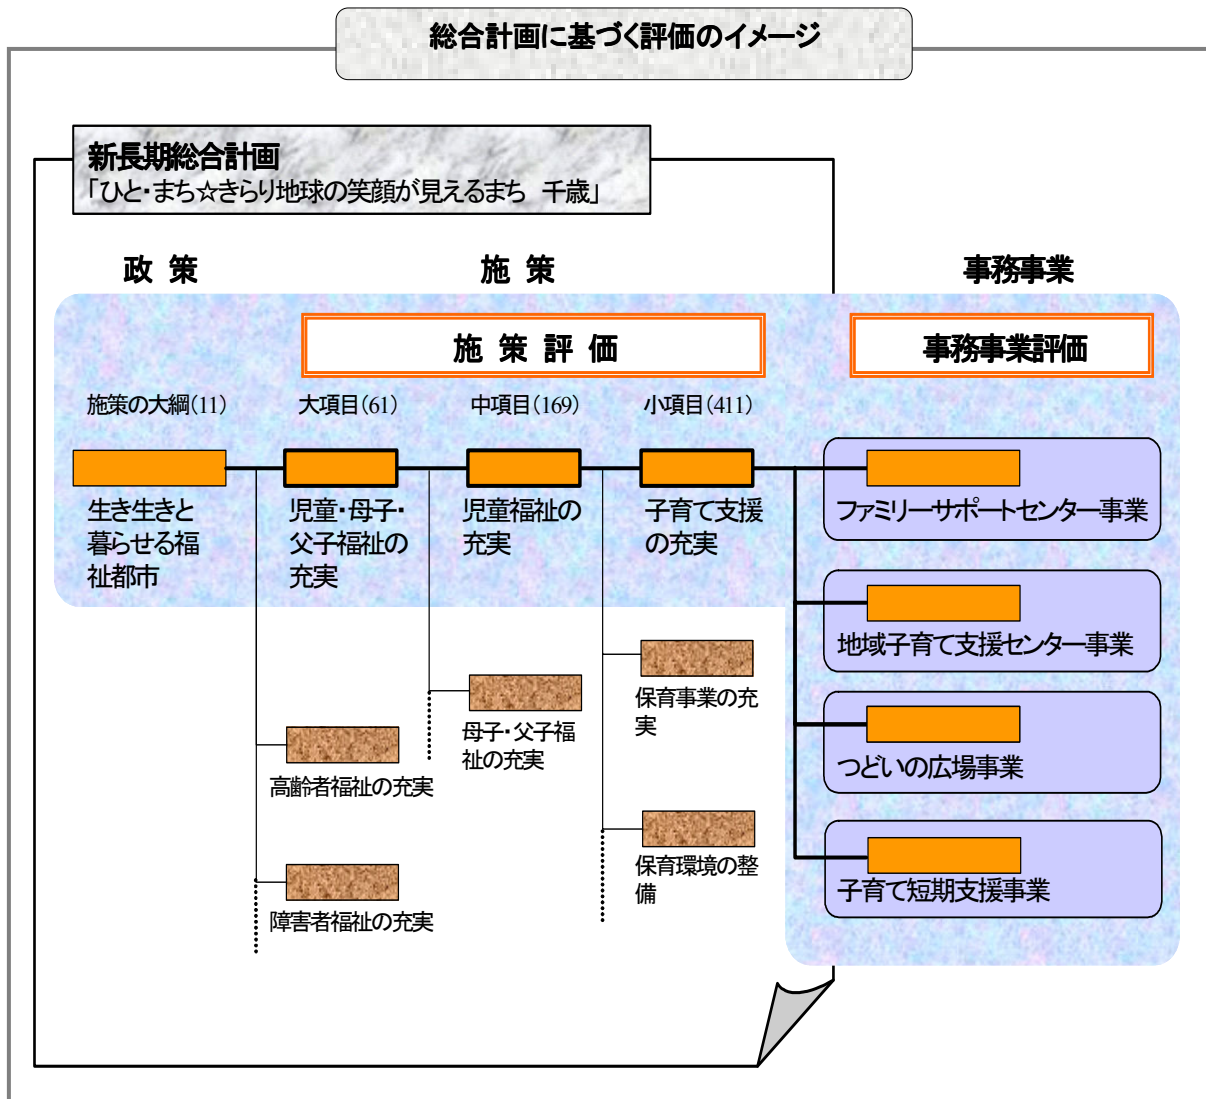 総合計画に基づく評価のイメージ
新長期総合計画
「ひと・まち☆きらり地球の笑顔が見えるまち　千歳」
政 策
施 策
事務事業
施 策 評 価
事務事業評価
施策の大綱(11)
大項目(61)
中項目(169)
小項目(411)
生き生きと
暮らせる福
祉都市
児童・母子・
父子福祉の
充実
児童福祉の
充実
子育て支援
の充実
ファミリーサポートセンター事業
地域子育て支援センター事業
つどいの広場事業
子育て短期支援事業
保育事業の充
実
母子・父子福
祉の充実
高齢者福祉の充実
保育環境の整
備
障害者福祉の充実